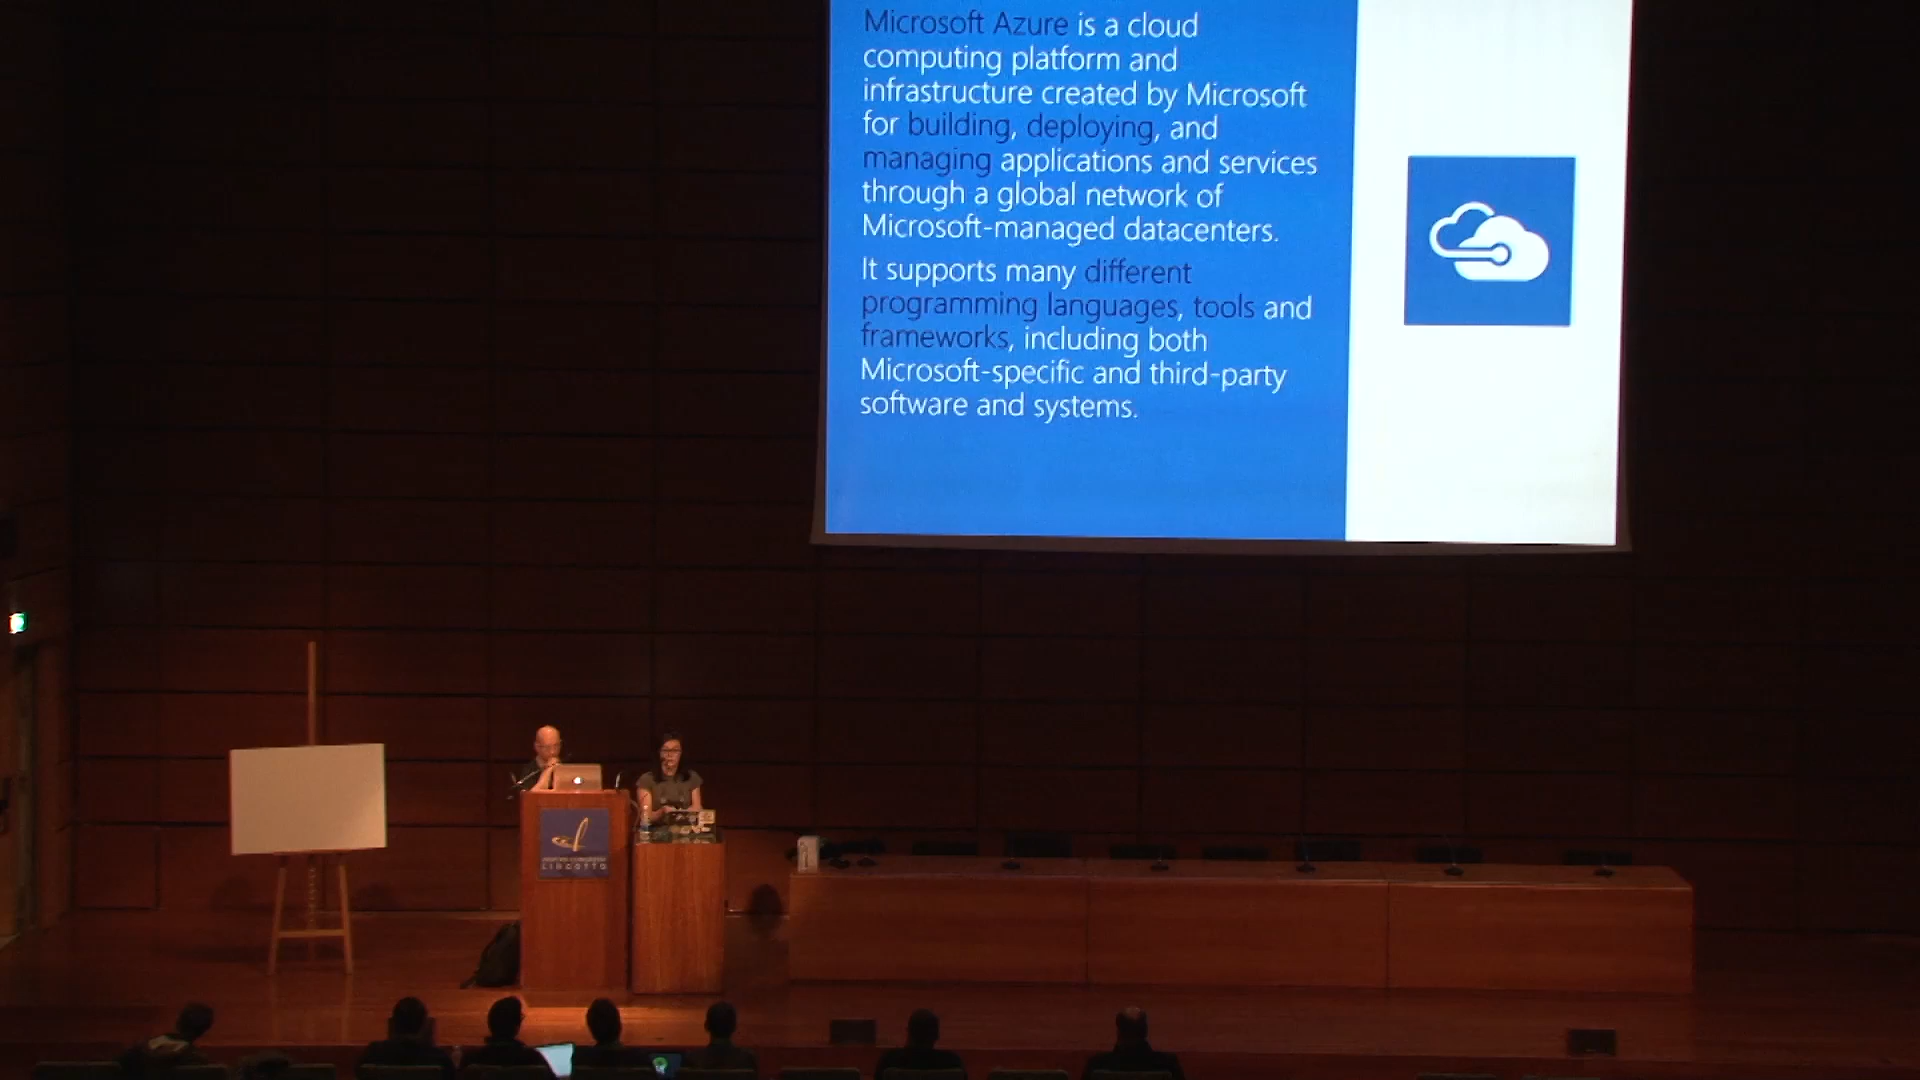 Microsoft Azure is a cloud
computing platform and
infrastructure created by Microsoft
for building, deploying, and
managing applications and services
through a global network of
Microsoft-managed datacenters.
It supports many different
programming languages, tools and
frameworks, including both
Microsoft-specific and third-party
software and systems.
LINGOTTO